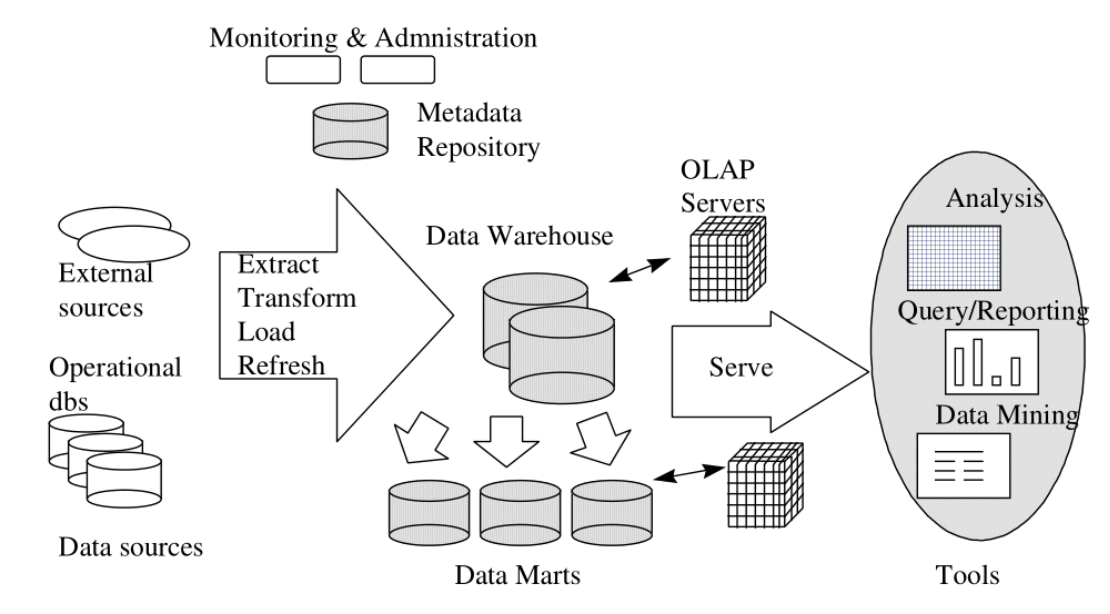 Monitoring & Admnistration
Metadada
Repository
OLAP
Servers
Analysis
Data Warehouse
External
sources
Extract
Transform
Load
Refresh
Query/Reporting
Operational
dbs
Serve
Data Mining
Data sources
Data Marts
Tools